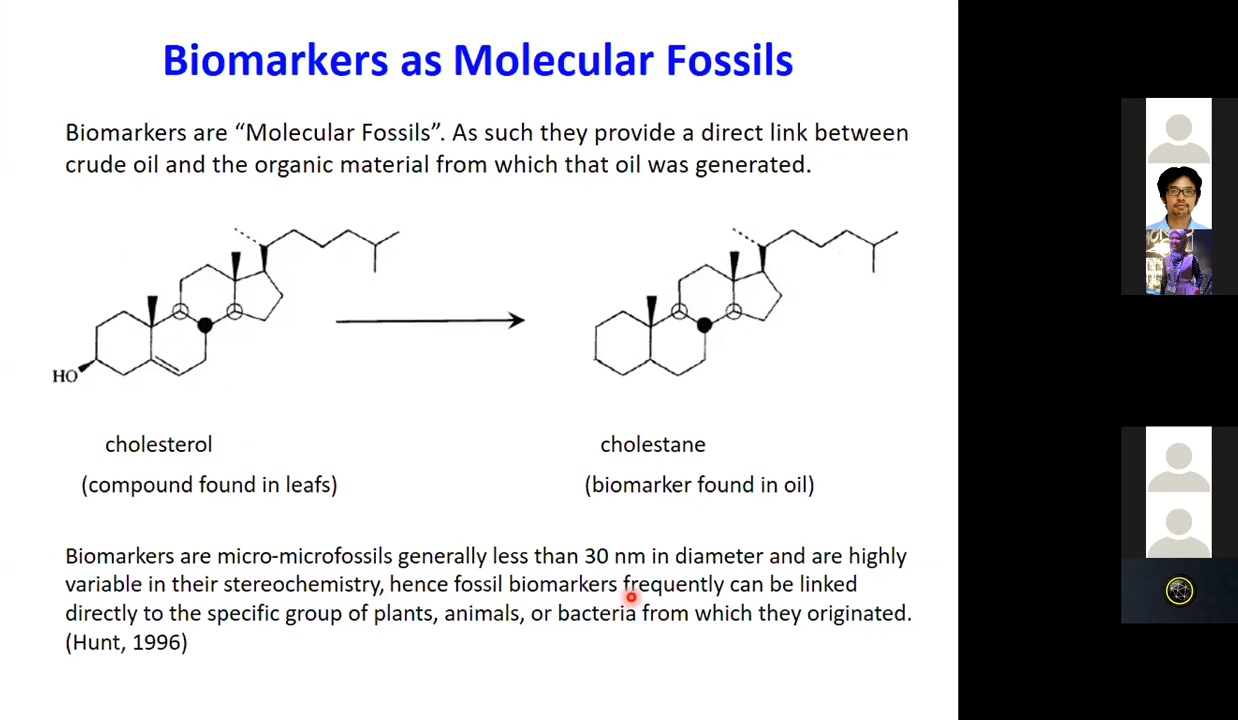 Biomarkers as Molecular Fossils
Biomarkers are “Molecular Fossils”. As such they provide a direct link between
crude oil and the organic material from which that oil was generated.
HO
cholesterol
cholestane
(compound found in leafs)
(biomarker found in oil)
Biomarkers are micro-microfossils generally less than 30 nm in diameter and are highly
variable in their stereochemistry, hence fossil biomarkers frequently can be linked
directly to the specific group of plants, animals, or bacteria from which they originated.
(Hunt, 1996)